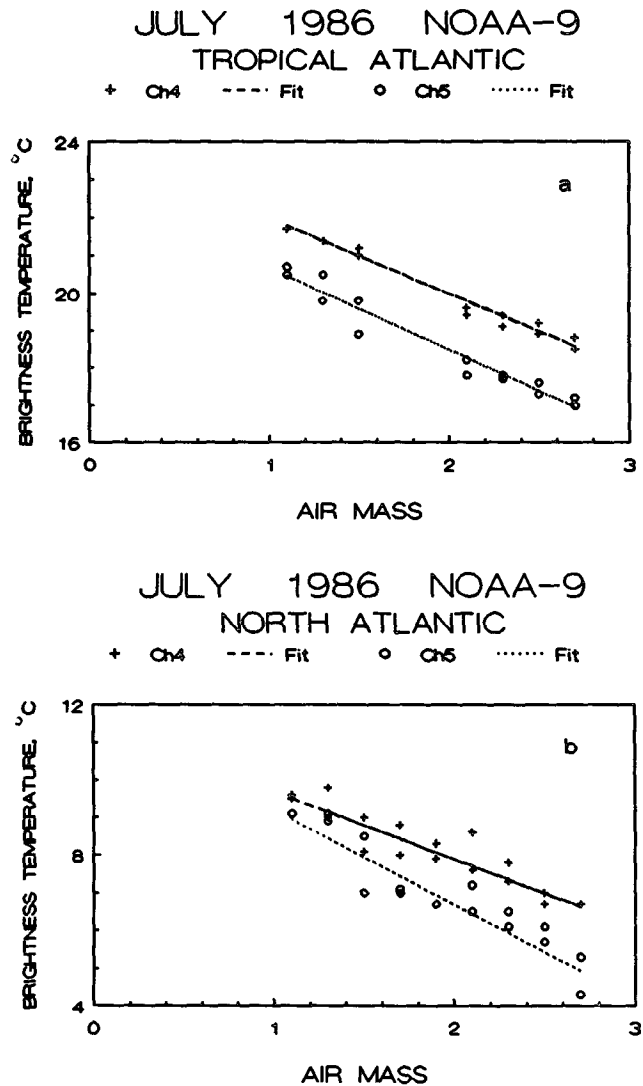 JULY 1986 NOAA-9
TROPICAL ATLANTIC
+ Ch4 --- Fit o Ch5 ...... Fit
BRIGHTNESS TEMPERATURE, °C
24
20
16
a
0 1 2 3
AIR MASS
JULY 1986 NOAA-9
NORTH ATLANTIC
+ Ch4 --- Fit o Ch5 ...... Fit
BRIGHTNESS TEMPERATURE, °C
12
8
4
b
0 1 2 3
AIR MASS